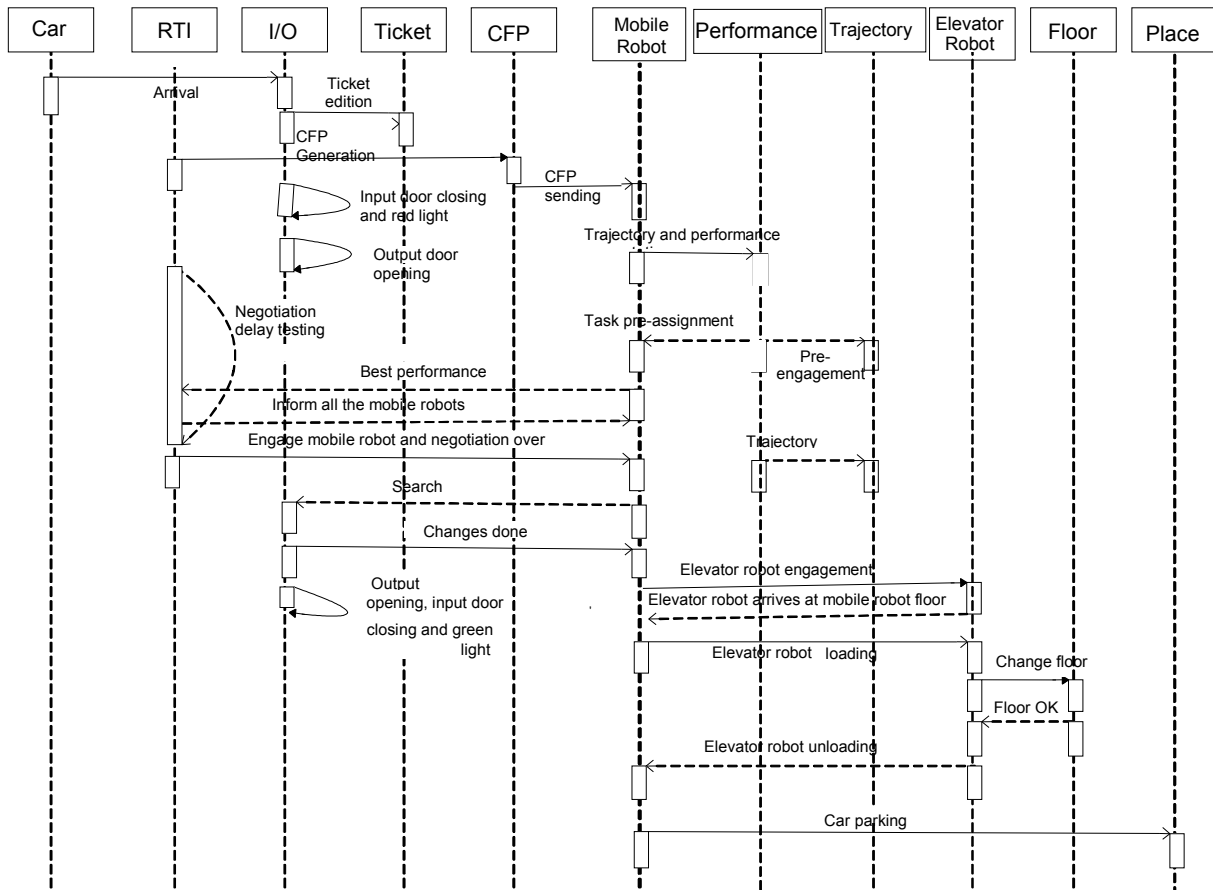 Car
RTI
I/O
Ticket
CFP
Mobile
Robot
Performance
Trajectory
Elevator
Robot
Floor
Place
Arrival
Ticket
edition
CFP
Generation
CFP
sending
Input door closing
and red light
Trajectory and performance
Output door
opening
Negotiation
delay testing
Task pre-assignment
Pre-
engagement
Best performance
Inform all the mobile robots
Engage mobile robot and negotiation over
Trajectory
Search
Changes done
Elevator robot engagement
Output
opening, input door
closing and green
light
Elevator robot arrives at mobile robot floor
Elevator robot loading
Change floor
Floor OK
Elevator robot unloading
Car parking